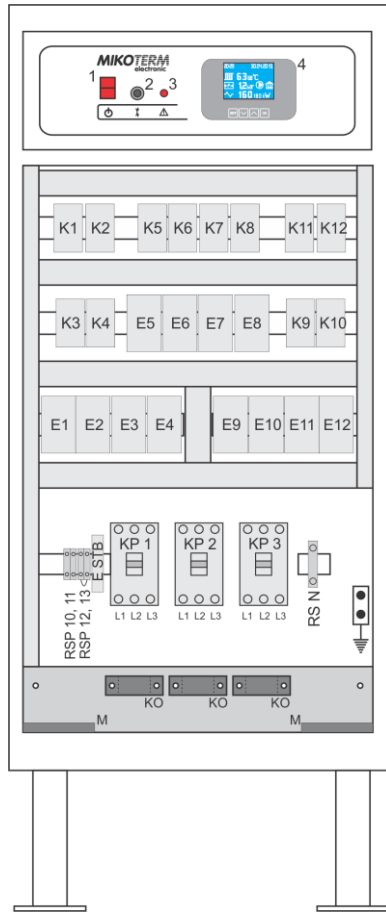 MIKOTERM
electronic
1
2
3
4
63
160
K1 K2 K5 K6 K7 K8 K11 K12
K3 K4 E5 E6 E7 E8 K9 K10
E1 E2 E3 E4 E9 E10 E11 E12
E STB
KP 1 KP 2 KP 3
L1 L2 L3 L1 L2 L3 L1 L2 L3
RSP 10, 11
RSP 12, 13
RS N
KO KO KO
M M